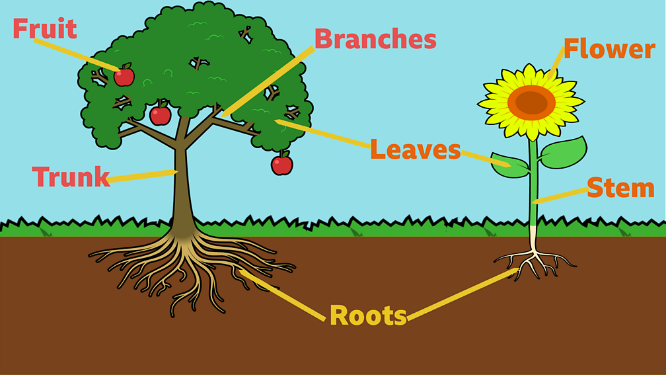 Fruit
Branches
Flower
Leaves
Trunk
Stem
Roots